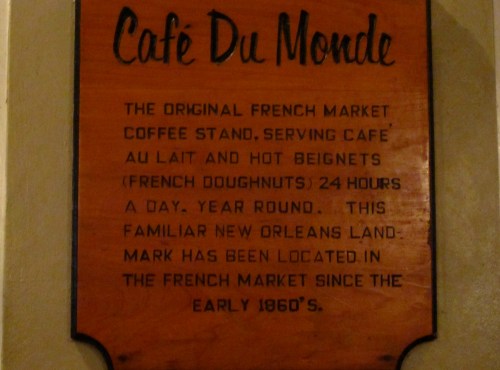 Café Du Monde
THE ORIGINAL FRENCH MARKET
COFFEE STAND, SERVING CAFÉ
AU LAIT AND HOT BEIGNETS
(FRENCH DOUGHNUTS) 24 HOURS
A DAY. YEAR ROUND. THIS
FAMILIAR NEW ORLEANS LAND-
MARK HAS BEEN LOCATED IN
THE FRENCH MARKET SINCE THE
EARLY 1860'S.